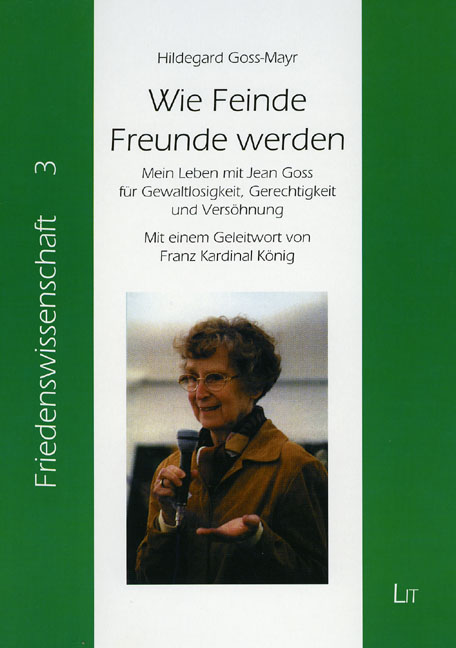 Hildegard Goss-Mayr
Wie Feinde
Freunde werden
Mein Leben mit Jean Goss
für Gewaltlosigkeit, Gerechtigkeit
und Versöhnung
Mit einem Geleitwort von
Franz Kardinal König
Friedenswissenschaft 3
LIT